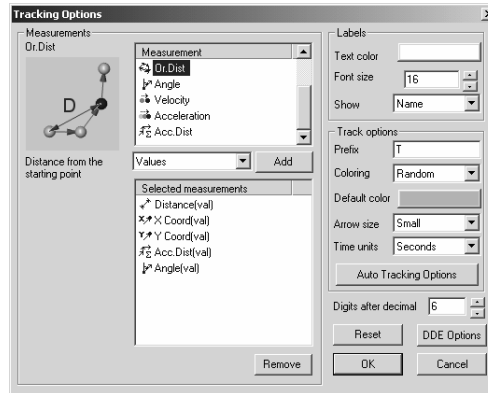 Tracking Options
Measurements
Or.Dist
D
Distance from the
starting point
Measurement
Or.Dist
Angle
Velocity
Acceleration
Acc.Dist
Values
Add
Selected measurements
Distance(val)
X Coord(val)
Y Coord(val)
Acc.Dist(val)
Angle(val)
Remove
Labels
Text color
Font size
16
Show
Name
Track options
Prefix
T
Coloring
Random
Default color
Arrow size
Small
Time units
Seconds
Auto Tracking Options
Digits after decimal
6
Reset
DDE Options
OK
Cancel